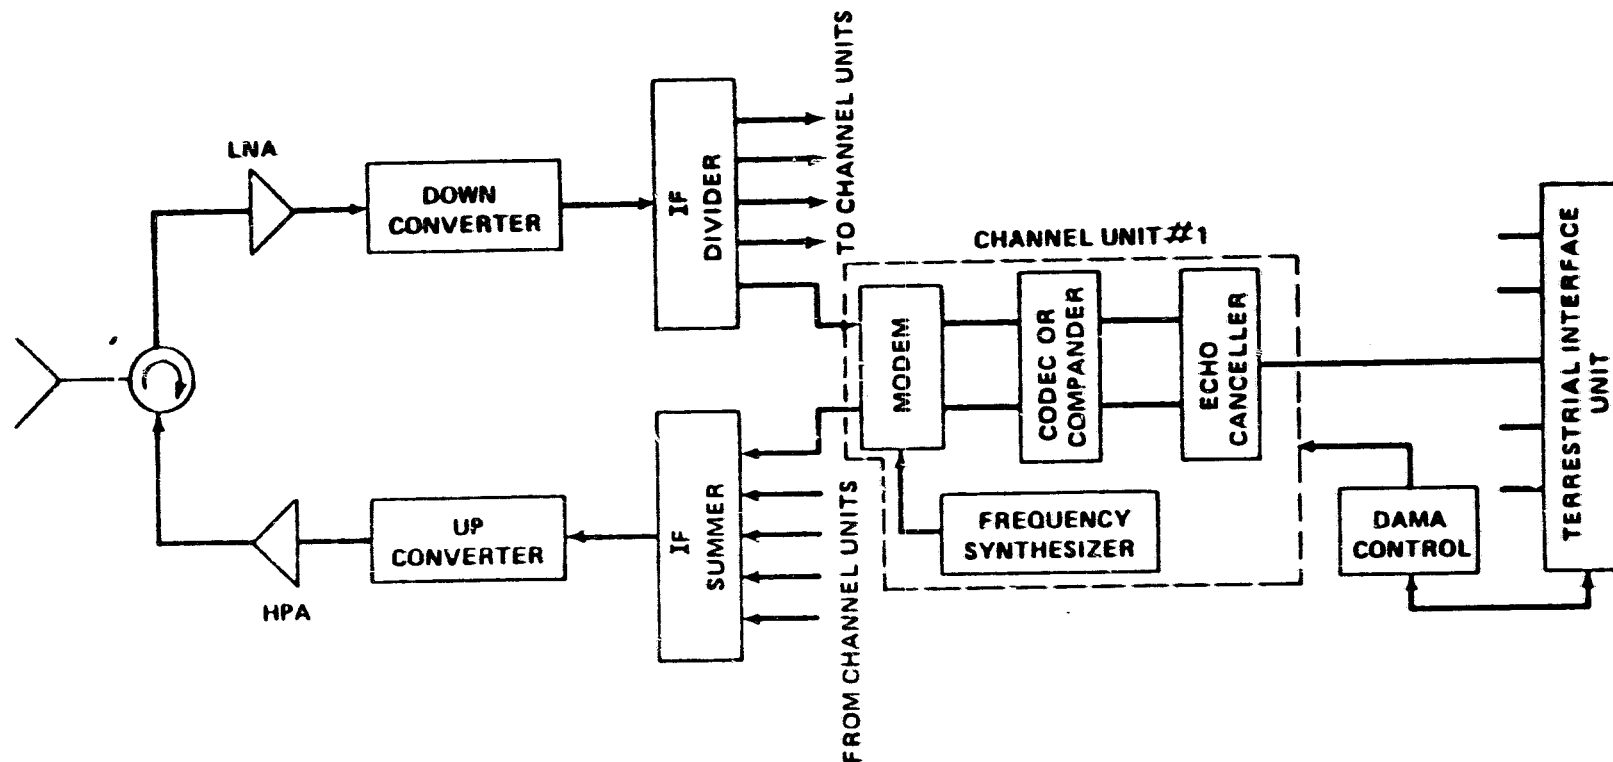 LNA
DOWN
CONVERTER
IF
DIVIDER
TO CHANNEL UNITS
CHANNEL UNIT #1
MODEM
CODEC OR
COMPANDER
ECHO
CANCELLER
TERRESTRIAL INTERFACE
UNIT
FREQUENCY
SYNTHESIZER
DAMA
CONTROL
HPA
UP
CONVERTER
IF
SUMMER
FROM CHANNEL UNITS